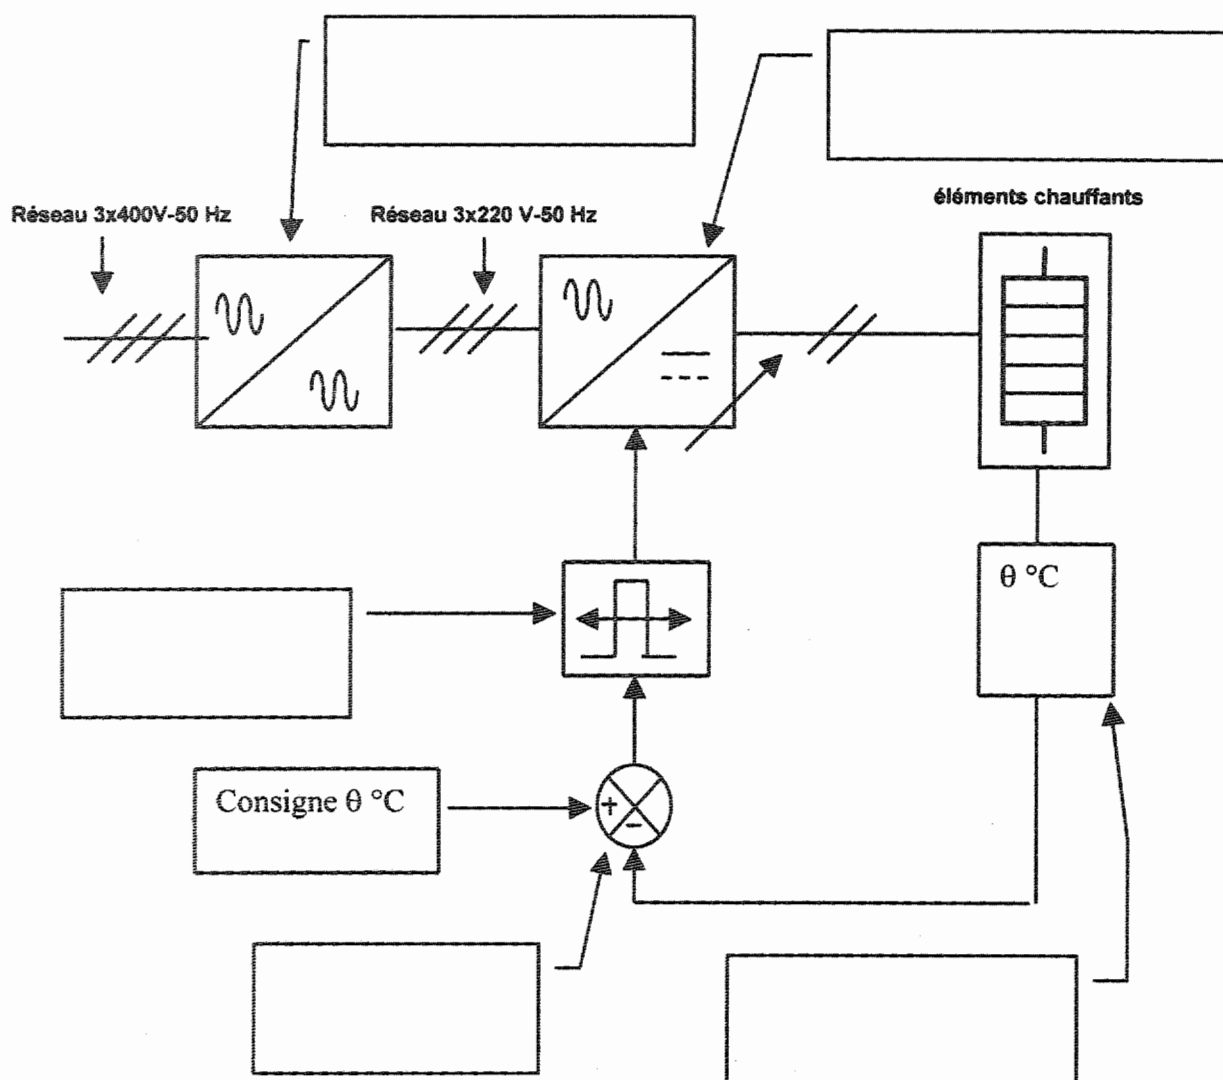 éléments chauffants
Réseau 3x400V-50 Hz
Réseau 3x220 V-50 Hz
θ °C
Consigne θ °C
+
−